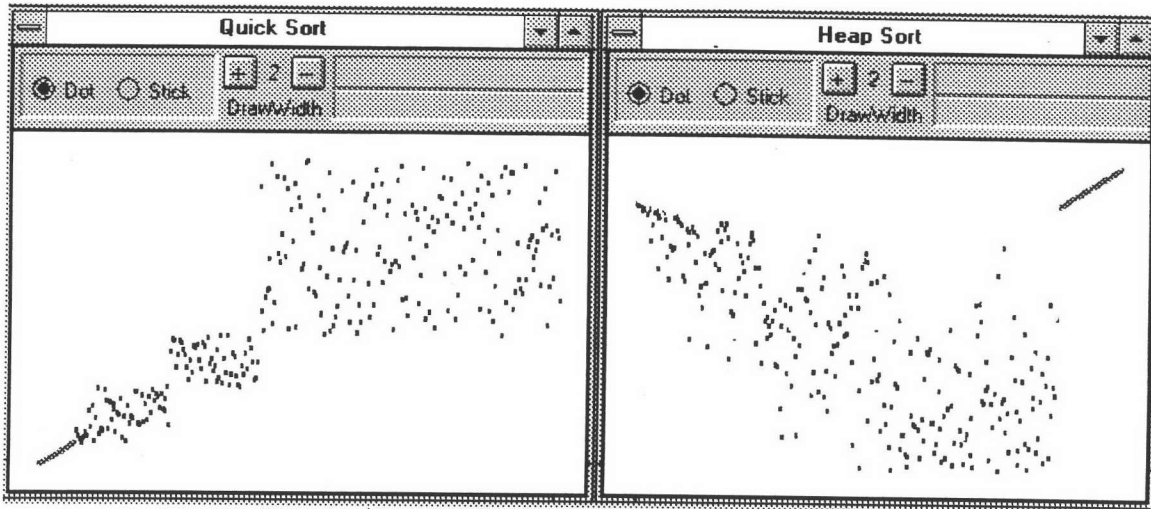 Quick Sort
Dot Stick + 2 −
DrawWidth
Heap Sort
Dot Stick + 2 −
DrawWidth